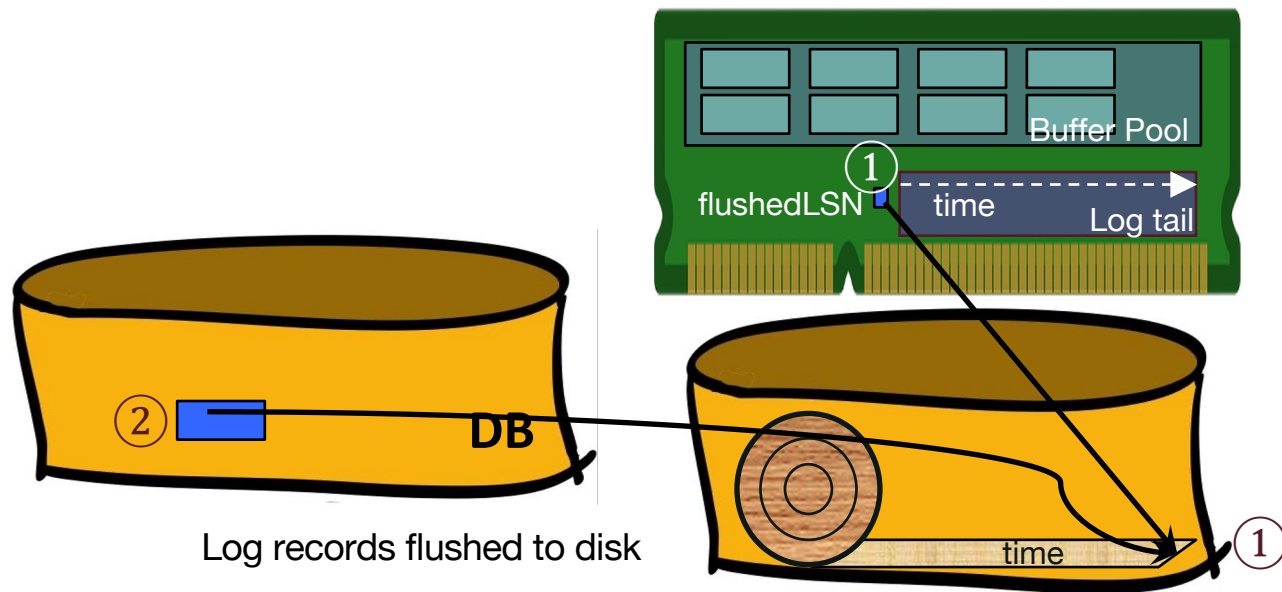 Buffer Pool
①
flushedLSN
time
Log tail
②
DB
Log records flushed to disk
time
①